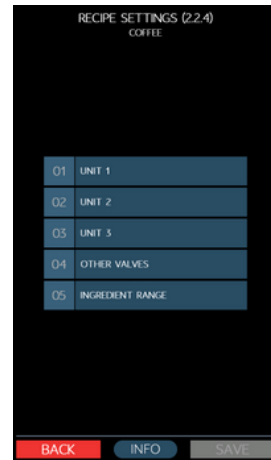 RECIPE SETTINGS (2.2.4)
COFFEE
01 UNIT 1
02 UNIT 2
03 UNIT 3
04 OTHER VALVES
05 INGREDIENT RANGE
BACK INFO SAVE